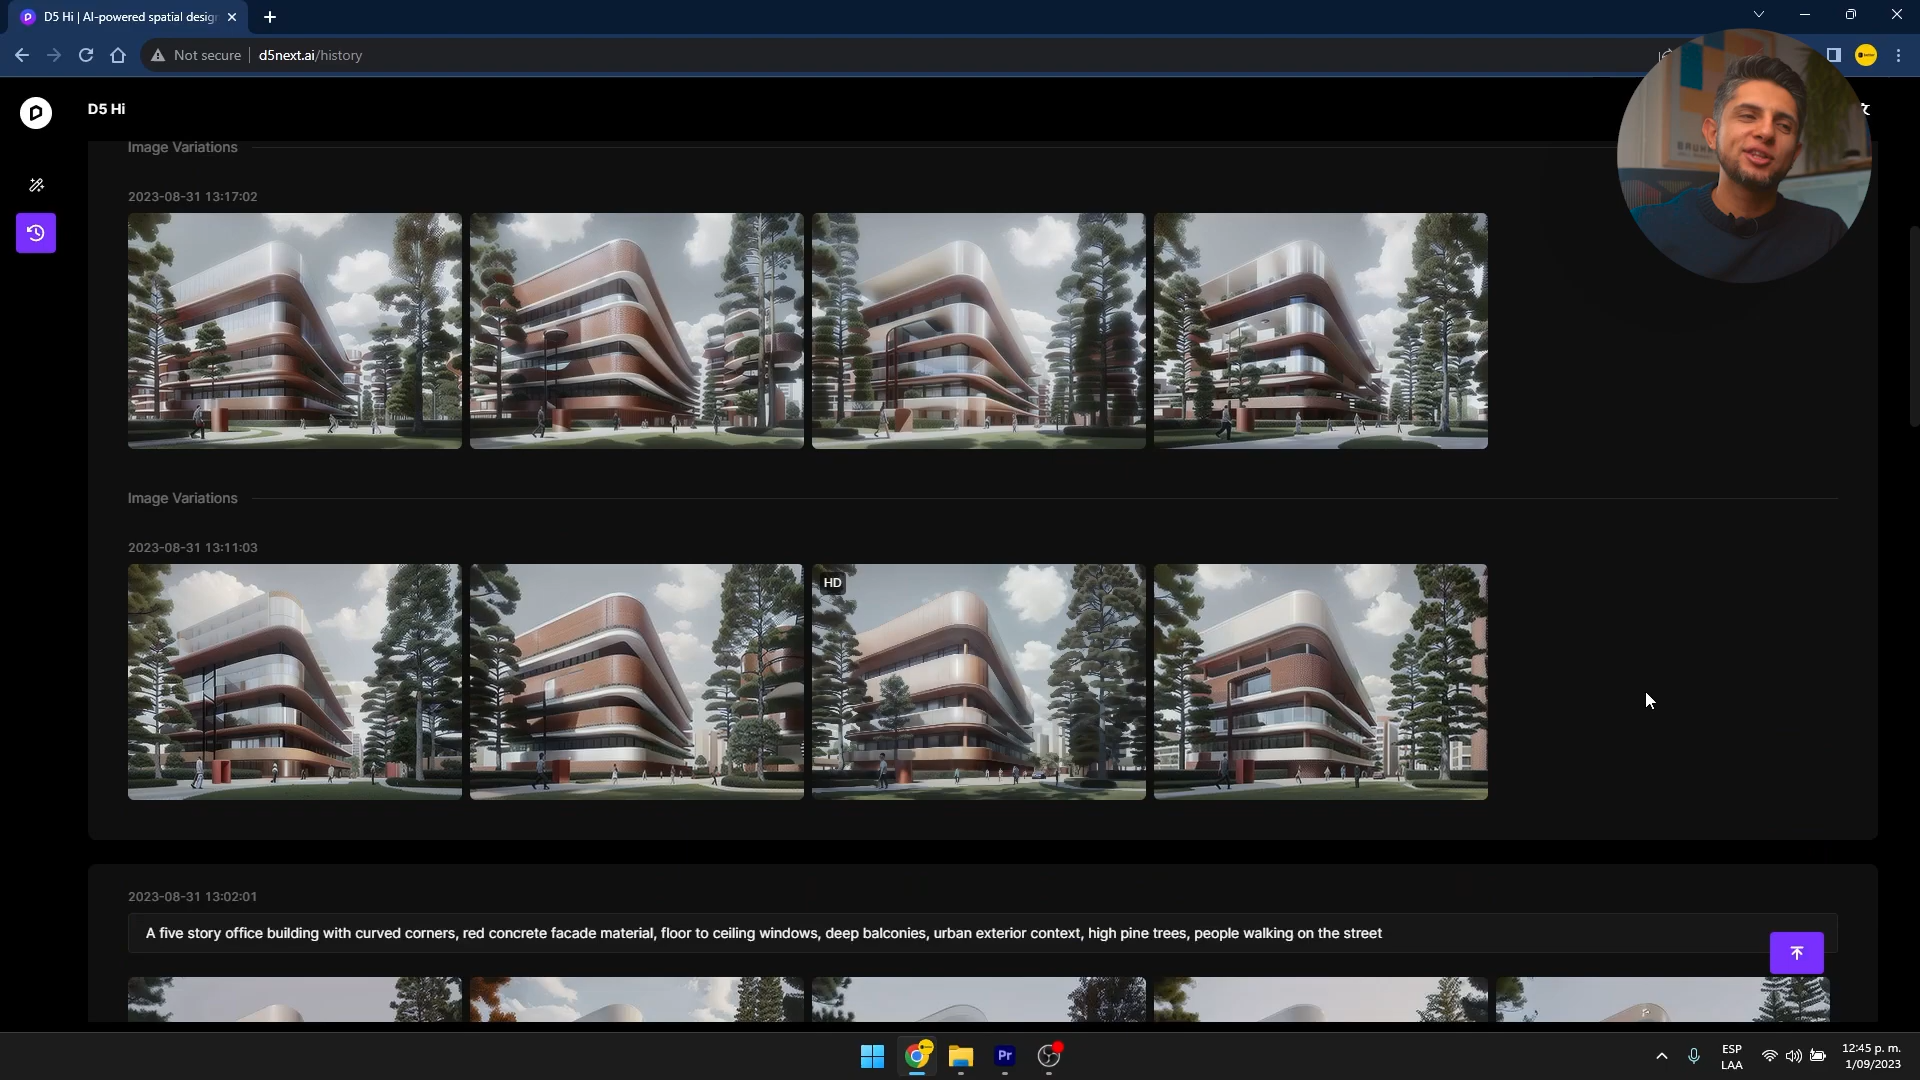 D5 Hi | AI-powered spatial desig
Not secure
d5next.ai/history
D5 Hi
Image Variations
2023-08-31 13:17:02
Image Variations
2023-08-31 13:11:03
HD
2023-08-31 13:02:01
A five story office building with curved corners, red concrete facade material, floor to ceiling windows, deep balconies, urban exterior context, high pine trees, people walking on the street
Pr
ESP
LAA
12:45 p. m.
1/09/2023